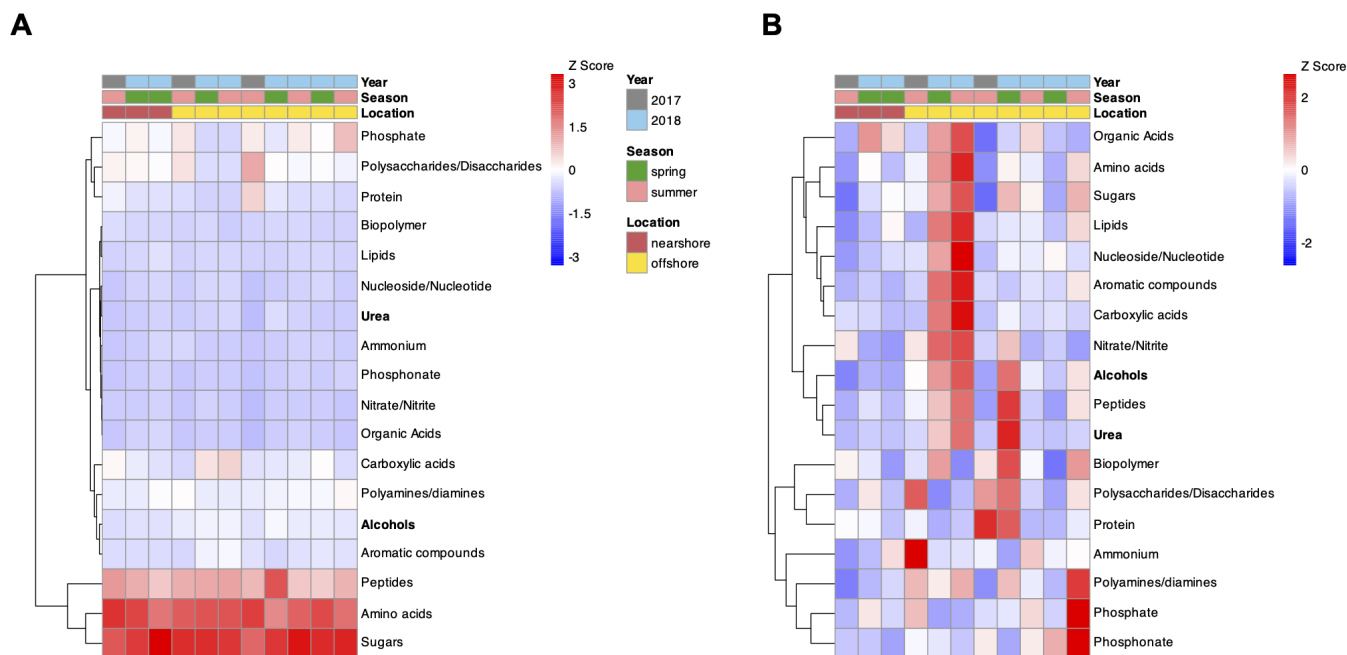 A
B
Z Score
3
1.5
0
-1.5
-3
Year
Season
Location
Phosphate
Polysaccharides/Disaccharides
Protein
Biopolymer
Lipids
Nucleoside/Nucleotide
Urea
Ammonium
Phosphonate
Nitrate/Nitrite
Organic Acids
Carboxylic acids
Polyamines/diamines
Alcohols
Aromatic compounds
Peptides
Amino acids
Sugars
Year
2017
2018
Season
spring
summer
Location
nearshore
offshore
Year
Season
Location
Organic Acids
Amino acids
Sugars
Lipids
Nucleoside/Nucleotide
Aromatic compounds
Carboxylic acids
Nitrate/Nitrite
Alcohols
Peptides
Urea
Biopolymer
Polysaccharides/Disaccharides
Protein
Ammonium
Polyamines/diamines
Phosphate
Phosphonate
Z Score
2
0
-2